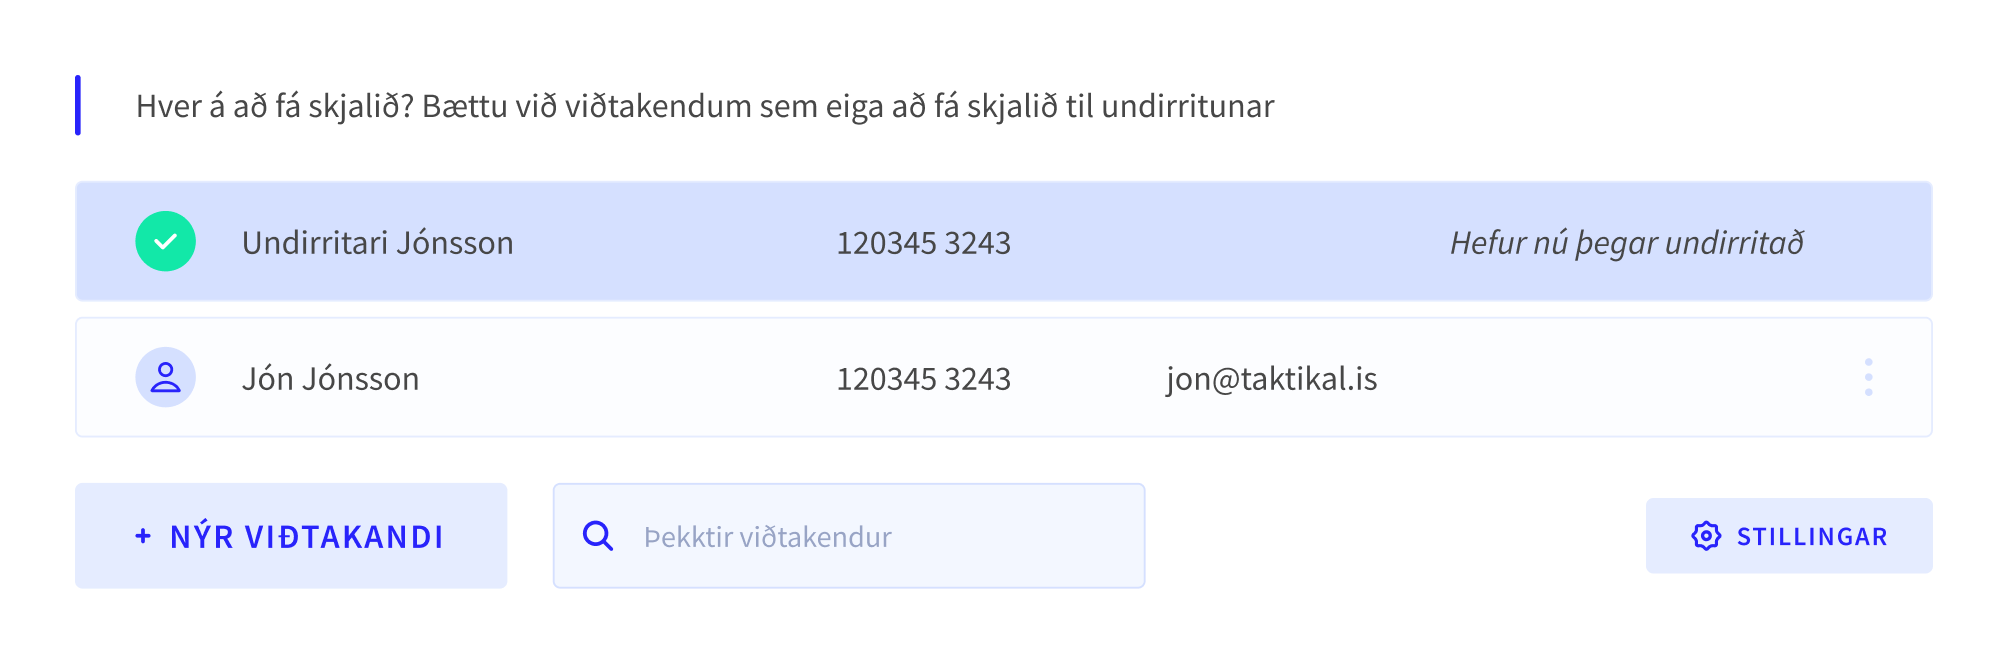 Hver á að fá skjalið? Bættu við viðtakendum sem eiga að fá skjalið til undirritunar
Undirritari Jónsson 120345 3243 Hefur nú þegar undirritað
Jón Jónsson 120345 3243 jon@taktikal.is
+ NÝR VIÐTAKANDI Þekktir viðtakendur STILLINGAR